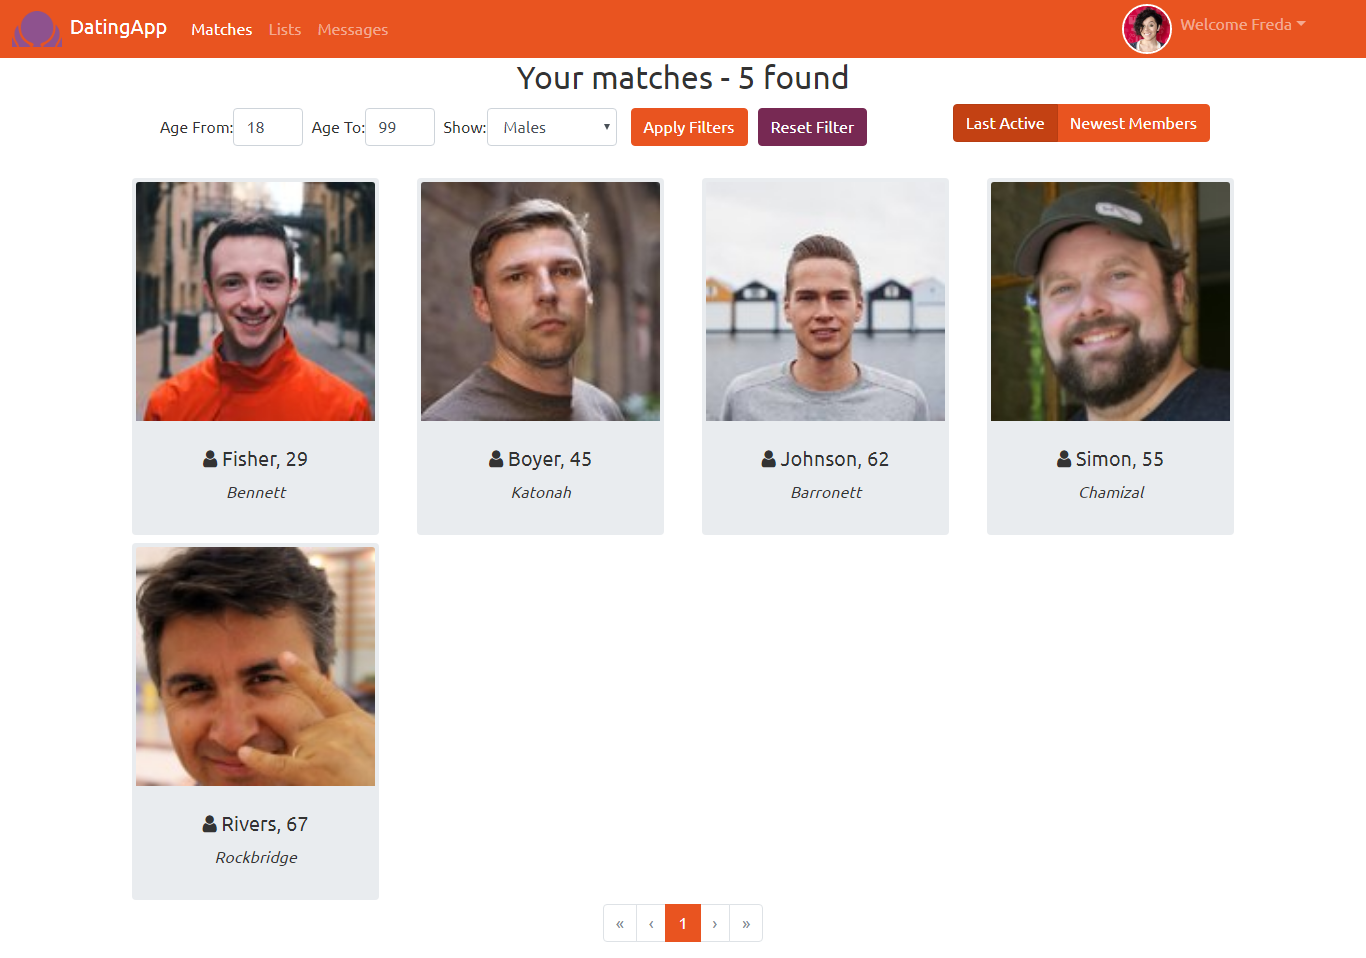 DatingApp Matches Lists Messages Welcome Freda
Your matches - 5 found
Age From: 18 Age To: 99 Show: Males Apply Filters Reset Filter Last Active Newest Members
Fisher, 29
Bennett
Boyer, 45
Katonah
Johnson, 62
Barronett
Simon, 55
Chamizal
Rivers, 67
Rockbridge
« ‹ 1 › »